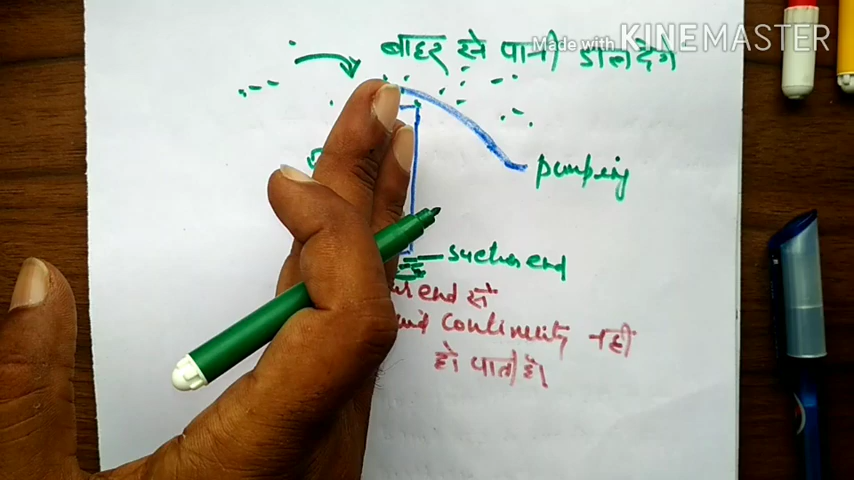 Made with KINEMASTER
बाहर से पानी डाल देंगे
pumping
suction end
end से
continuity नहीं
हो पाती है।